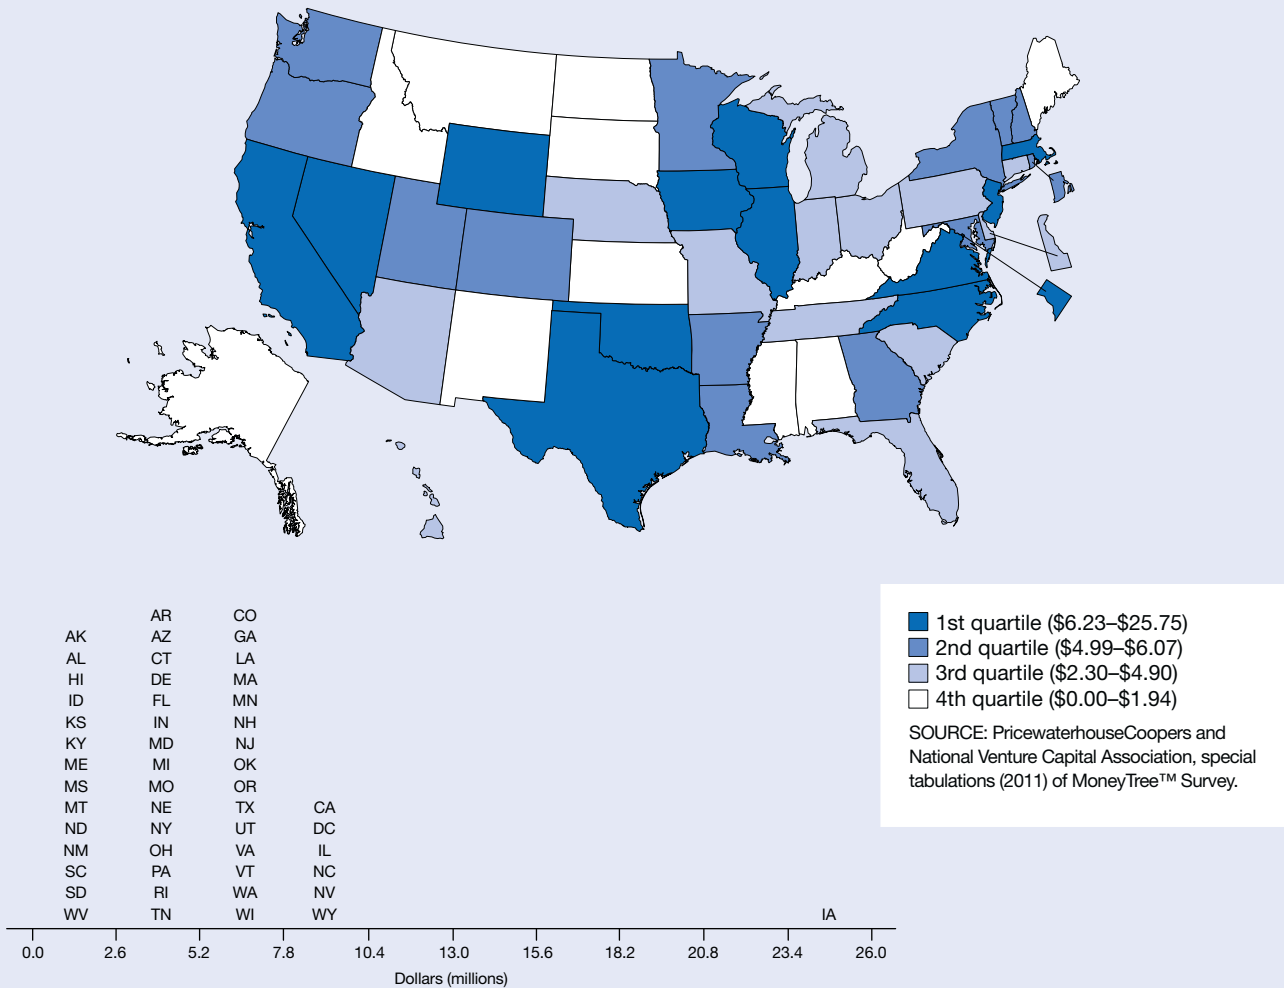 AR CO
AK AZ GA
AL CT LA
HI DE MA
ID FL MN
KS IN NH
KY MD NJ
ME MI OK
MS MO OR
MT NE TX CA
ND NY UT DC
NM OH VA IL
SC PA VT NC
SD RI WA NV
WV TN WI WY IA
0.0 2.6 5.2 7.8 10.4 13.0 15.6 18.2 20.8 23.4 26.0
Dollars (millions)
1st quartile ($6.23–$25.75)
2nd quartile ($4.99–$6.07)
3rd quartile ($2.30–$4.90)
4th quartile ($0.00–$1.94)
SOURCE: PricewaterhouseCoopers and
National Venture Capital Association, special
tabulations (2011) of MoneyTree™ Survey.